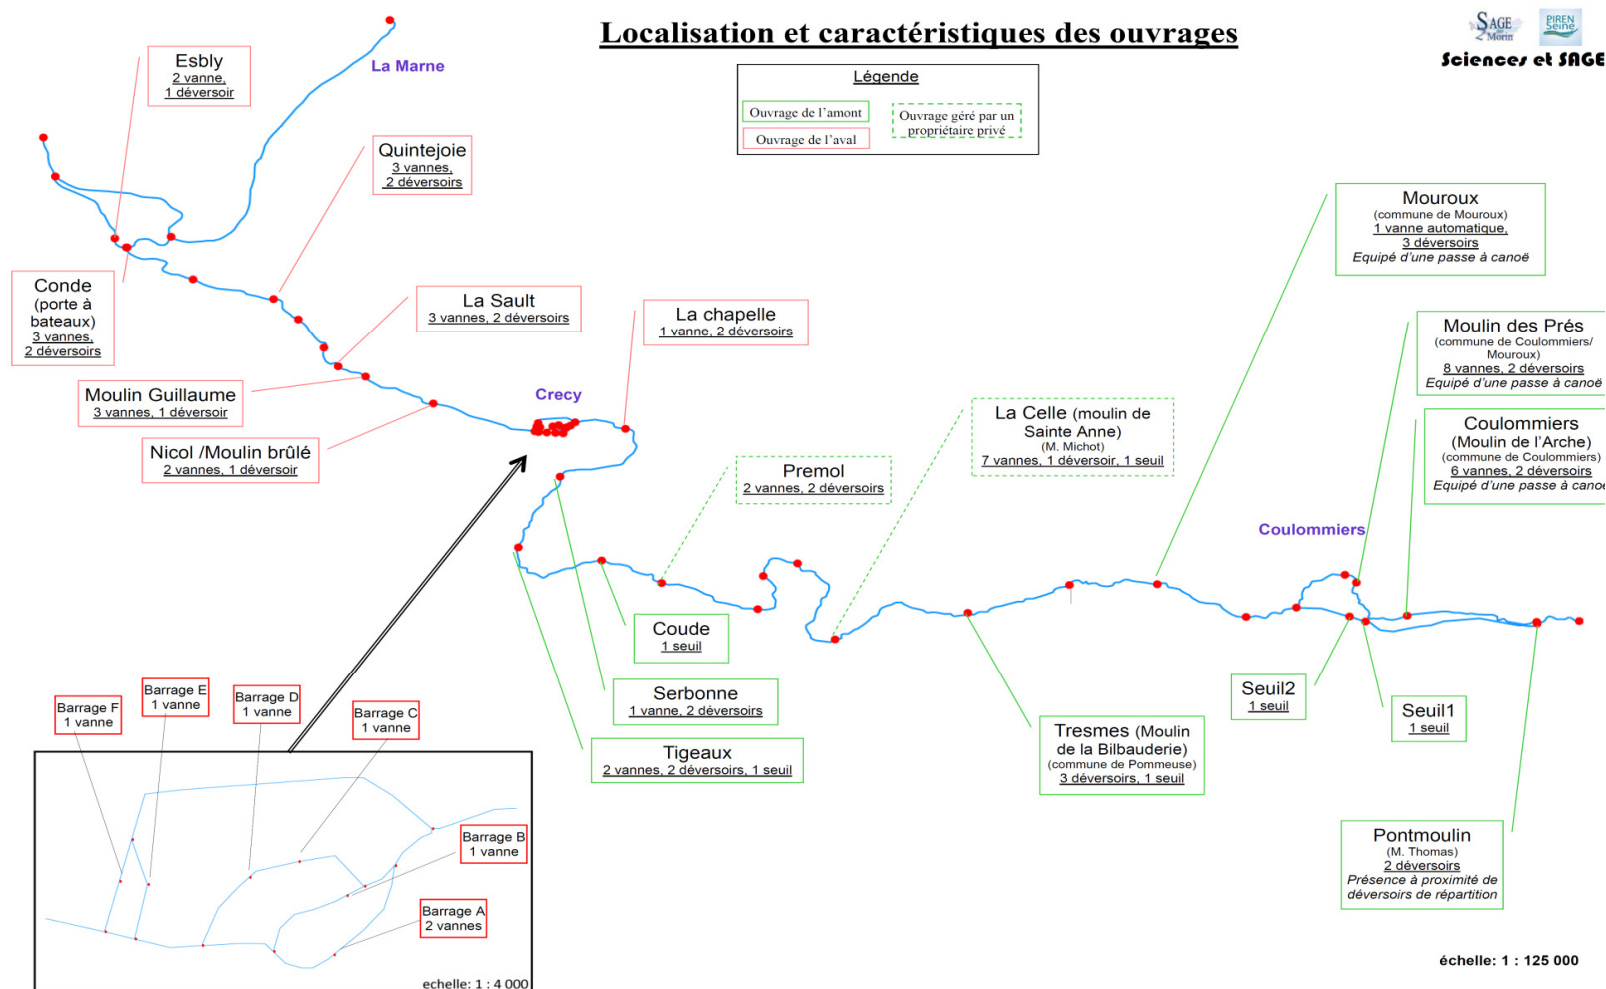 Localisation et caractéristiques des ouvrages
SAGE
2 Morin
PIREN
Seine
Sciences et SAGE
Légende
Ouvrage de l'amont
Ouvrage géré par un
propriétaire privé
Ouvrage de l'aval
La Marne
Esbly
2 vanne,
1 déversoir
Quintejoie
3 vannes,
2 déversoirs
Conde
(porte à
bateaux)
3 vannes,
2 déversoirs
La Sault
3 vannes, 2 déversoirs
La chapelle
1 vanne, 2 déversoirs
Moulin Guillaume
3 vannes, 1 déversoir
Nicol /Moulin brûlé
2 vannes, 1 déversoir
Crecy
Premol
2 vannes, 2 déversoirs
La Celle (moulin de
Sainte Anne)
(M. Michot)
7 vannes, 1 déversoir, 1 seuil
Mouroux
(commune de Mouroux)
1 vanne automatique,
3 déversoirs
Equipé d'une passe à canoë
Moulin des Prés
(commune de Coulommiers/
Mouroux)
8 vannes, 2 déversoirs
Equipé d'une passe à canoë
Coulommiers
(Moulin de l'Arche)
(commune de Coulommiers)
6 vannes, 2 déversoirs
Equipé d'une passe à canoë
Coulommiers
Coude
1 seuil
Serbonne
1 vanne, 2 déversoirs
Tigeaux
2 vannes, 2 déversoirs, 1 seuil
Tresmes (Moulin
de la Bilbauderie)
(commune de Pommeuse)
3 déversoirs, 1 seuil
Seuil2
1 seuil
Seuil1
1 seuil
Pontmoulin
(M. Thomas)
2 déversoirs
Présence à proximité de
déversoirs de répartition
Barrage F
1 vanne
Barrage E
1 vanne
Barrage D
1 vanne
Barrage C
1 vanne
Barrage B
1 vanne
Barrage A
2 vannes
echelle: 1 : 4 000
échelle: 1 : 125 000